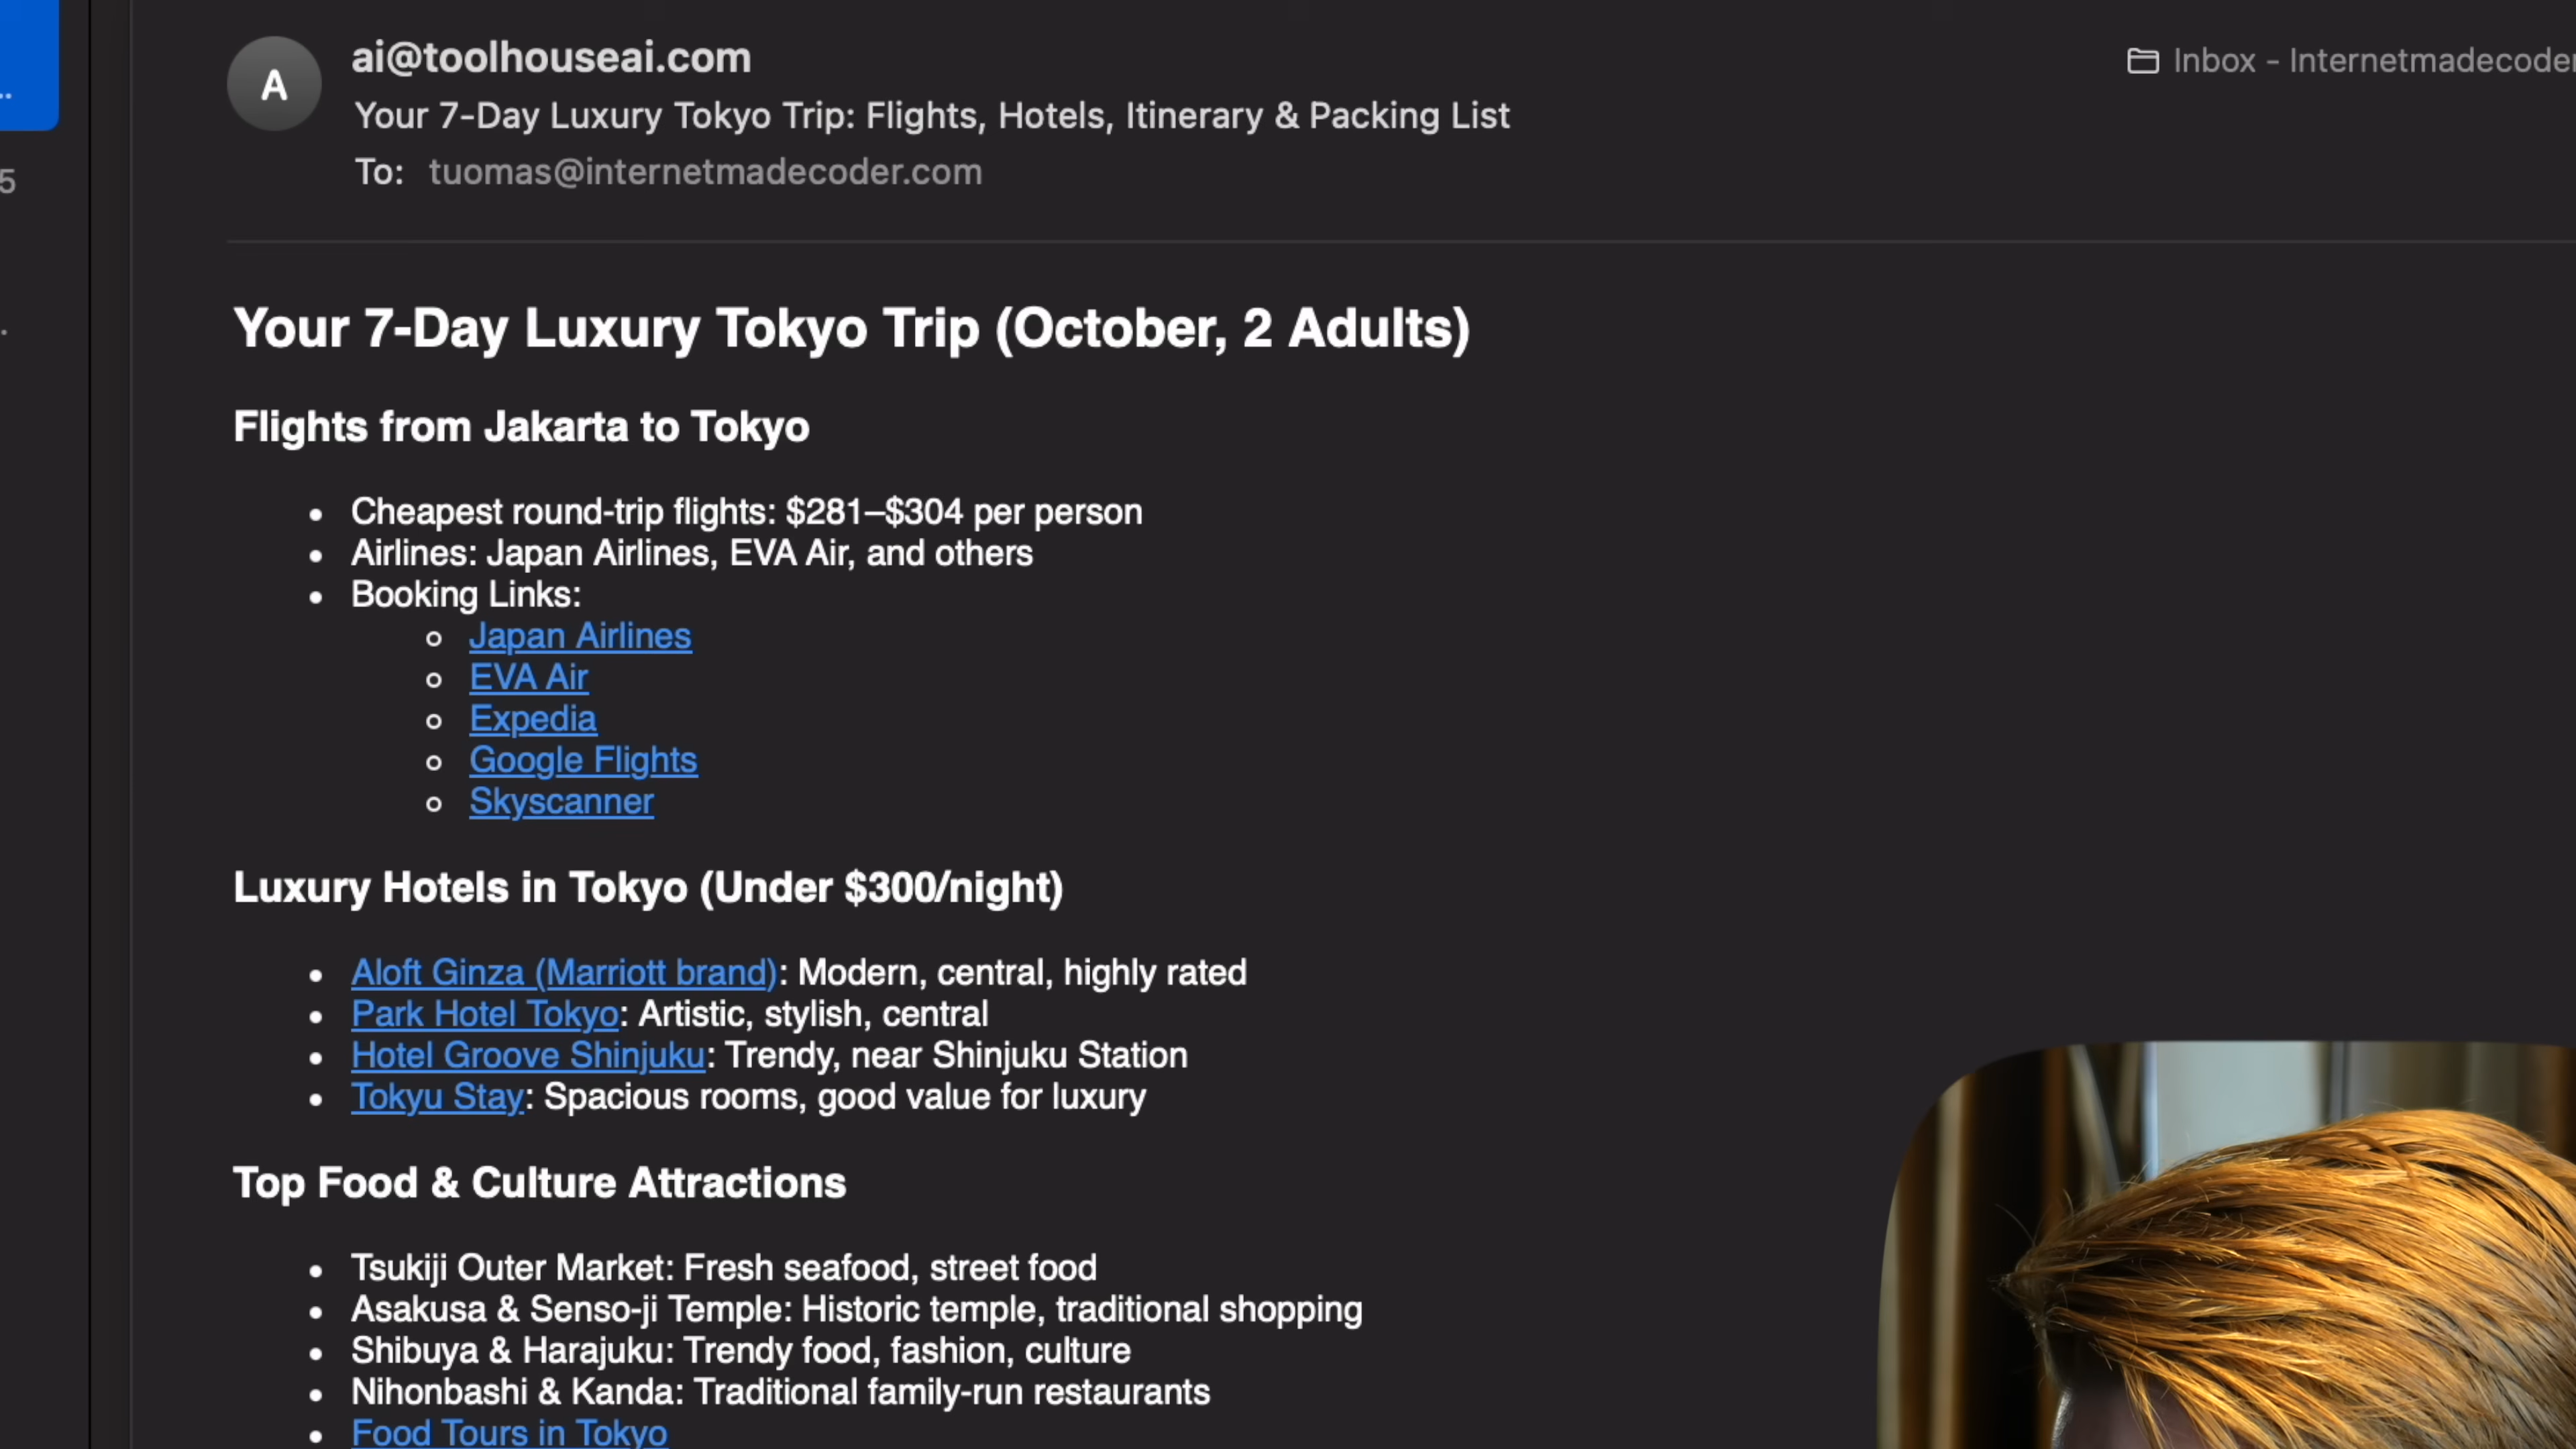 ai@toolhouseai.com
Inbox - Internetmadecoder
Your 7-Day Luxury Tokyo Trip: Flights, Hotels, Itinerary & Packing List
To: tuomas@internetmadecoder.com
A
..
5
.
Your 7-Day Luxury Tokyo Trip (October, 2 Adults)
Flights from Jakarta to Tokyo
• Cheapest round-trip flights: $281–$304 per person
• Airlines: Japan Airlines, EVA Air, and others
• Booking Links:
○ Japan Airlines
○ EVA Air
○ Expedia
○ Google Flights
○ Skyscanner
Luxury Hotels in Tokyo (Under $300/night)
• Aloft Ginza (Marriott brand): Modern, central, highly rated
• Park Hotel Tokyo: Artistic, stylish, central
• Hotel Groove Shinjuku: Trendy, near Shinjuku Station
• Tokyu Stay: Spacious rooms, good value for luxury
Top Food & Culture Attractions
• Tsukiji Outer Market: Fresh seafood, street food
• Asakusa & Senso-ji Temple: Historic temple, traditional shopping
• Shibuya & Harajuku: Trendy food, fashion, culture
• Nihonbashi & Kanda: Traditional family-run restaurants
• Food Tours in Tokyo